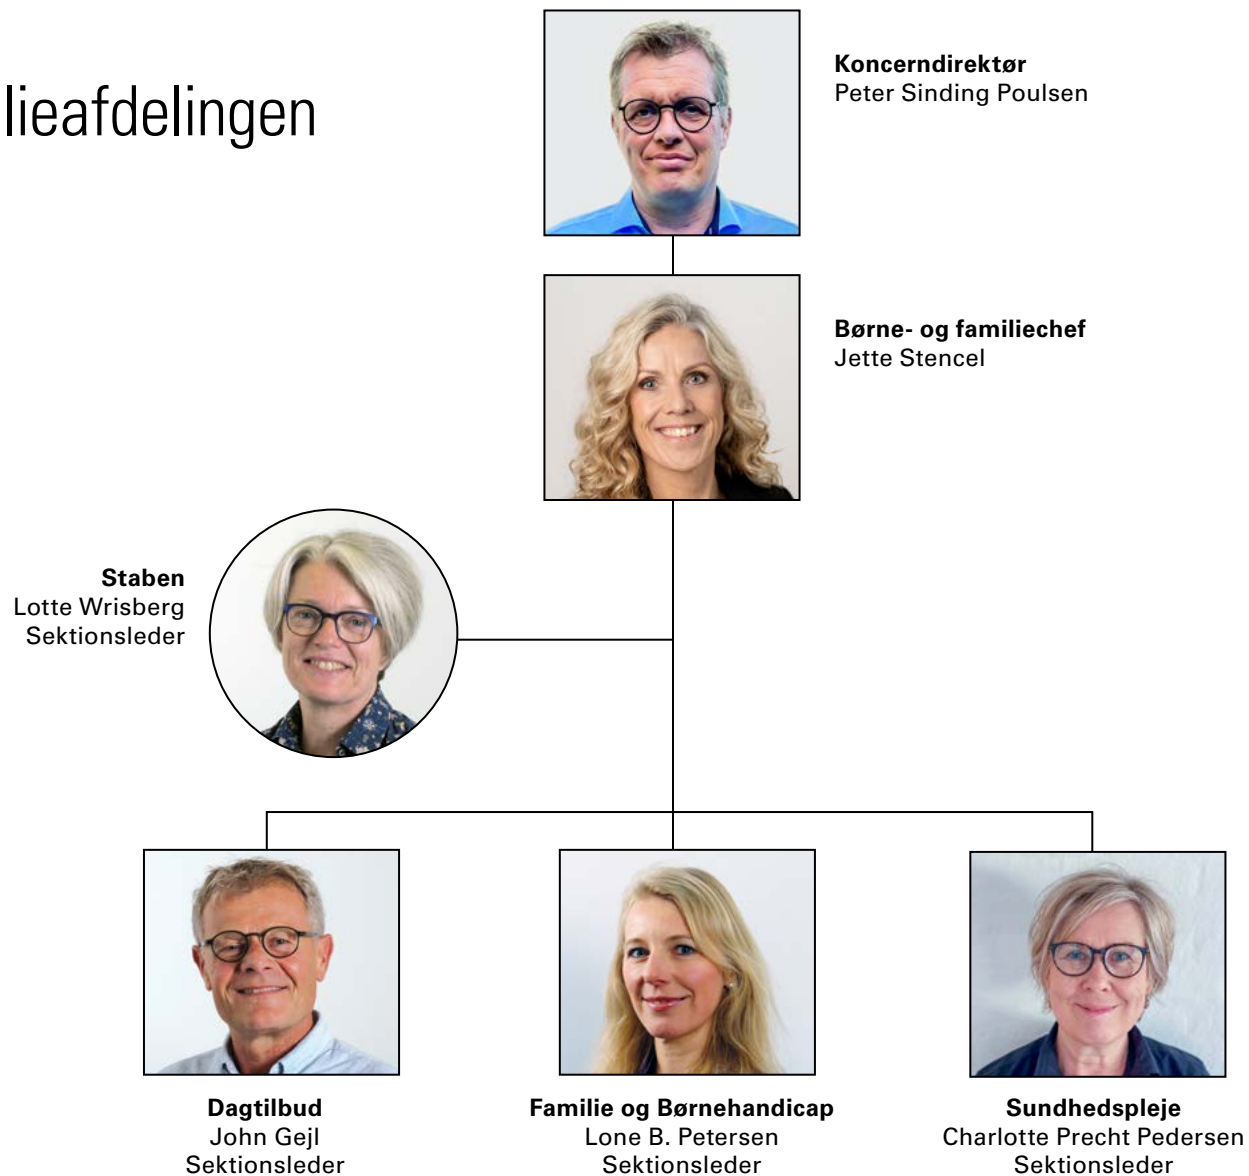 lieafdelingen
Koncerndirektør
Peter Sinding Poulsen
Børne- og familiechef
Jette Stencel
Staben
Lotte Wrisberg
Sektionsleder
Dagtilbud
John Gejl
Sektionsleder
Familie og Børnehandicap
Lone B. Petersen
Sektionsleder
Sundhedspleje
Charlotte Precht Pedersen
Sektionsleder